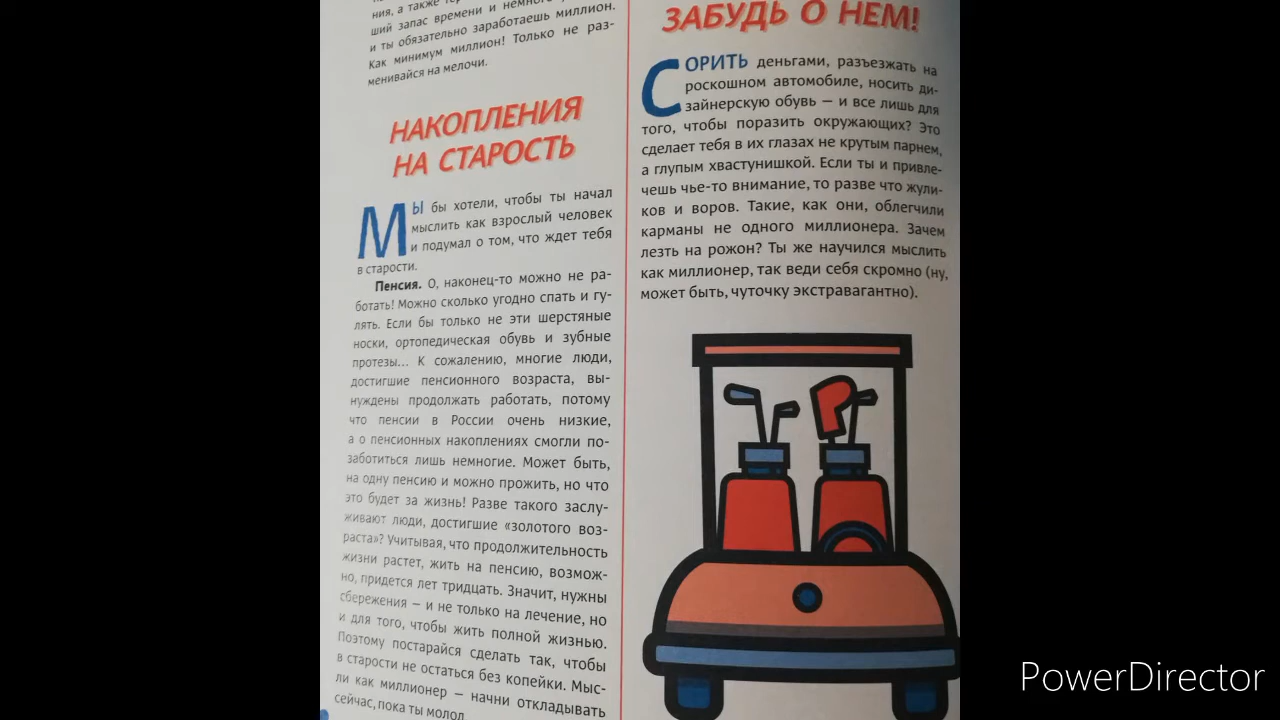 ния, а также
ший запас времени и немного
и ты обязательно заработаешь миллион.
Как минимум миллион! Только не раз-
менивайся на мелочи.
НАКОПЛЕНИЯ
НА СТАРОСТЬ
Мы бы хотели, чтобы ты начал
мыслить как взрослый человек
и подумал о том, что ждет тебя
в старости.
Пенсия. О, наконец-то можно не ра-
ботать! Можно сколько угодно спать и гу-
лять. Если бы только не эти шерстяные
носки, ортопедическая обувь и зубные
протезы... К сожалению, многие люди,
достигшие пенсионного возраста, вы-
нуждены продолжать работать, потому
что пенсии в России очень низкие,
а о пенсионных накоплениях смогли по-
заботиться лишь немногие. Может быть,
на одну пенсию и можно прожить, но что
это будет за жизнь! Разве такого заслу-
живают люди, достигшие «золотого воз-
раста»? Учитывая, что продолжительность
жизни растет, жить на пенсию, возмож-
но, придется лет тридцать. Значит, нужны
сбережения — и не только на лечение, но
и для того, чтобы жить полной жизнью.
Поэтому постарайся сделать так, чтобы
в старости не остаться без копейки. Мыс-
ли как миллионер — начни откладывать
сейчас, пока ты молод
ЗАБУДЬ О НЕМ!
СОРИТЬ деньгами, разъезжать на
роскошном автомобиле, носить ди-
зайнерскую обувь — и все лишь для
того, чтобы поразить окружающих? Это
сделает тебя в их глазах не крутым парнем,
а глупым хвастунишкой. Если ты и привле-
чешь чье-то внимание, то разве что жули-
ков и воров. Такие, как они, облегчили
карманы не одного миллионера. Зачем
лезть на рожон? Ты же научился мыслить
как миллионер, так веди себя скромно (ну,
может быть, чуточку экстравагантно).
PowerDirector